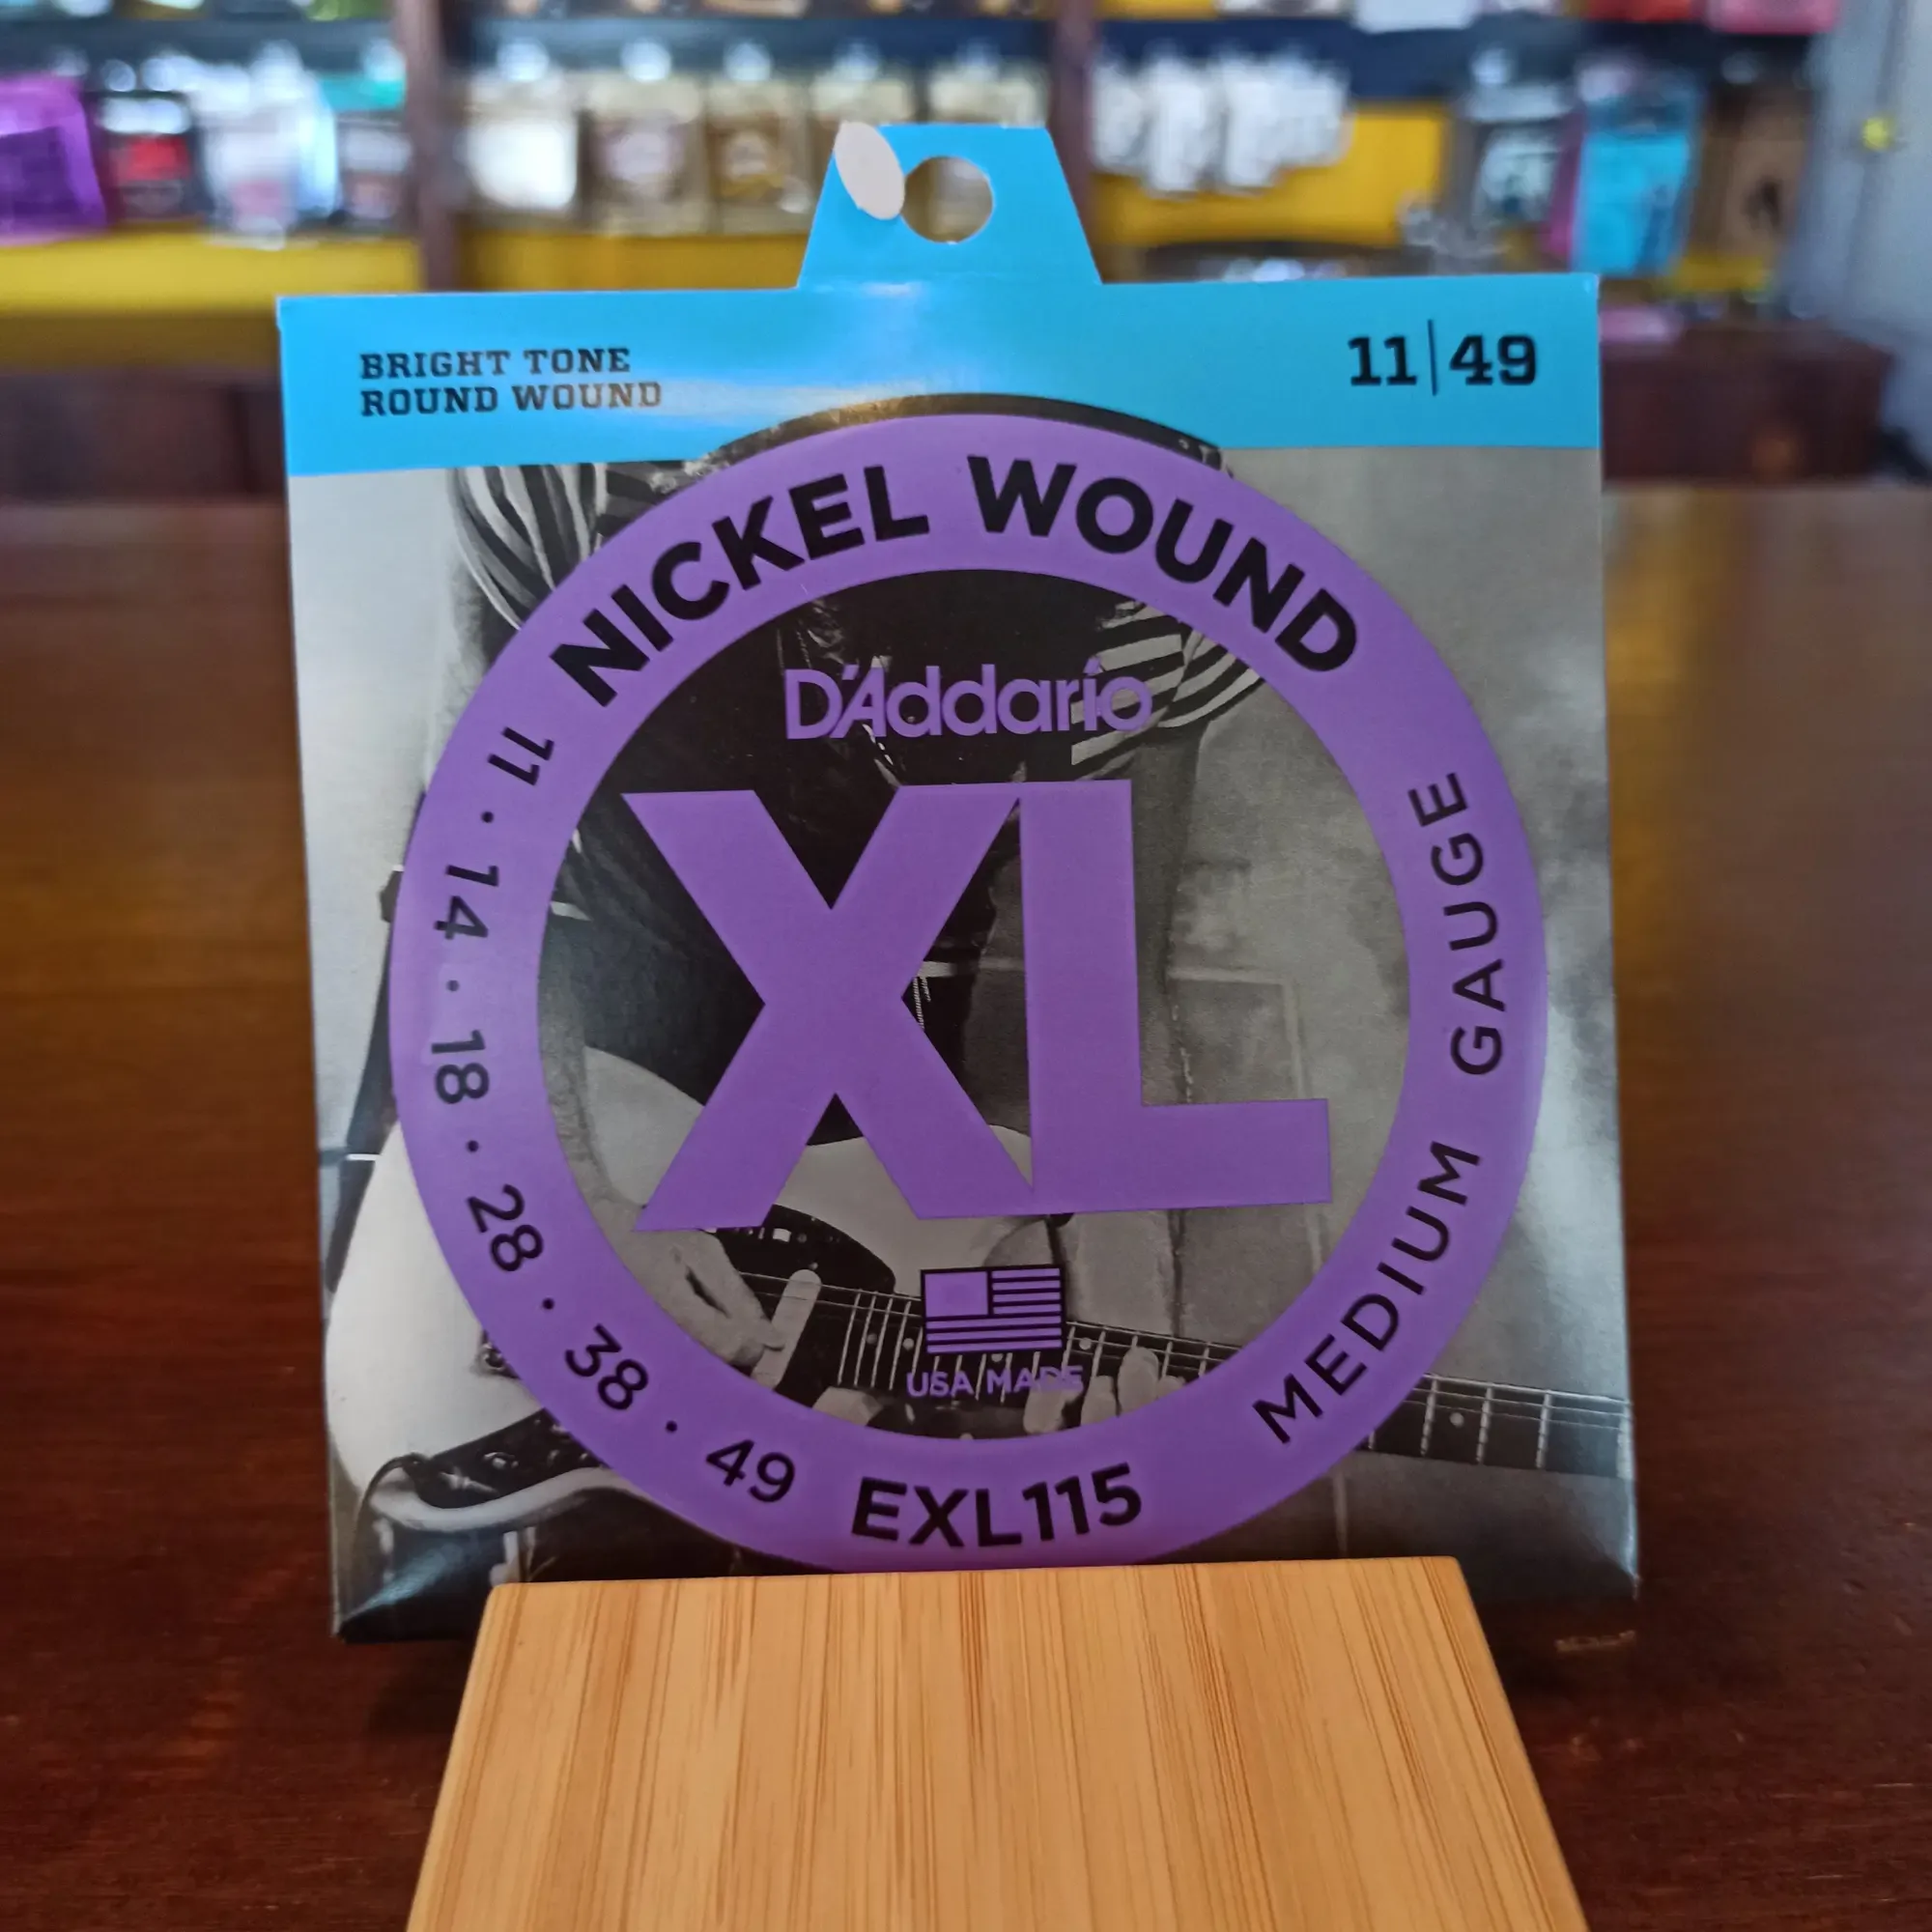 BRIGHT TONE
ROUND WOUND
11|49
NICKEL WOUND
D'Addario
XL
11 · 14 · 18 · 28 · 38 · 49
EXL115
MEDIUM GAUGE
USA MADE